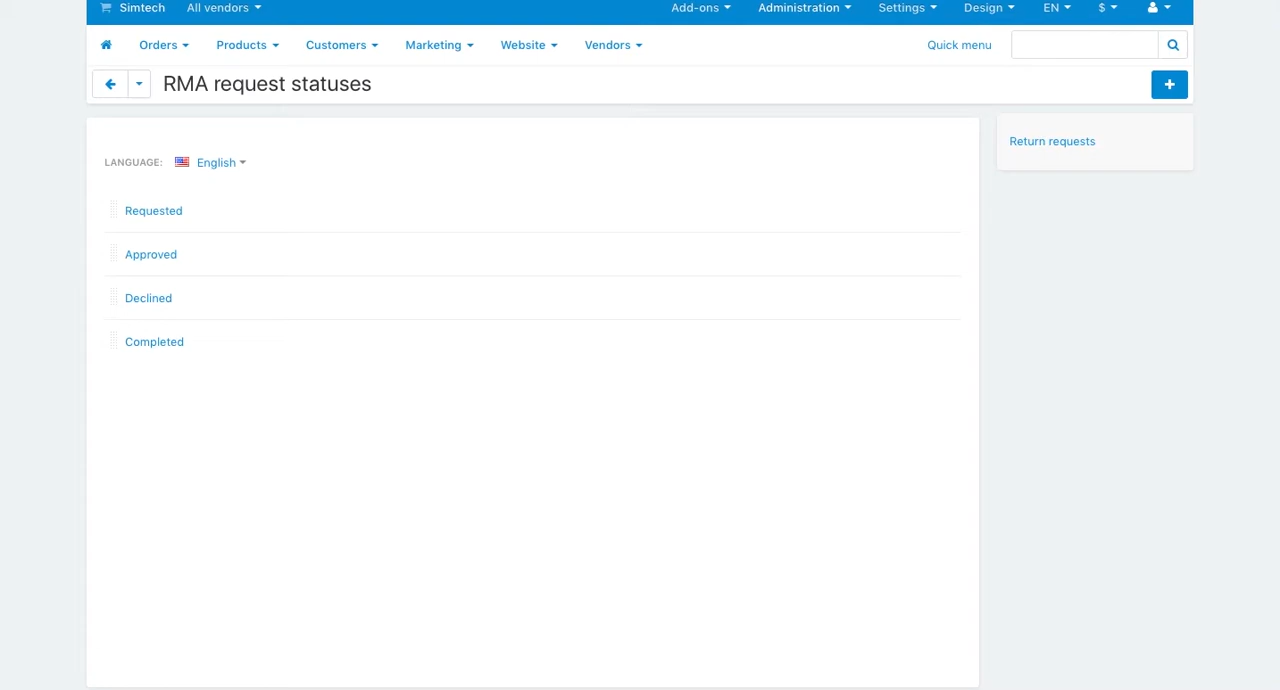 Simtech All vendors Add-ons Administration Settings Design EN $
Orders Products Customers Marketing Website Vendors Quick menu
RMA request statuses
Return requests
LANGUAGE: English
Requested
Approved
Declined
Completed